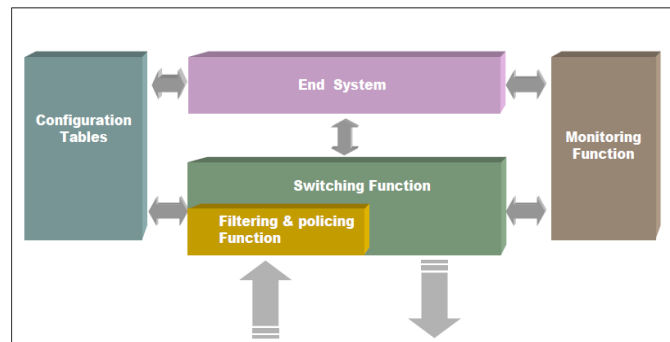 End System
Configuration
Tables
Monitoring
Function
Switching Function
Filtering & policing
Function